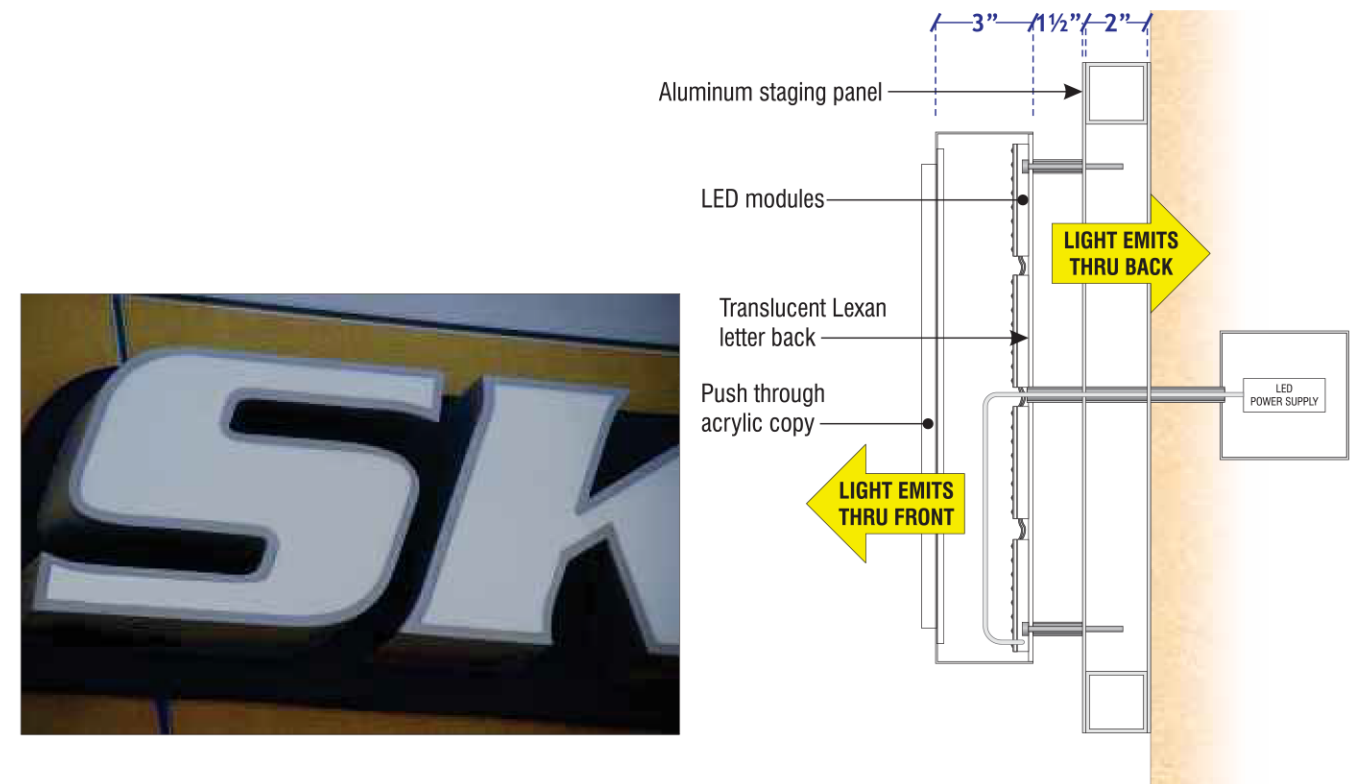 3”
1½”
2”
Aluminum staging panel
LED modules
LIGHT EMITS
THRU BACK
Translucent Lexan
letter back
LED
POWER SUPPLY
Push through
acrylic copy
LIGHT EMITS
THRU FRONT
SK